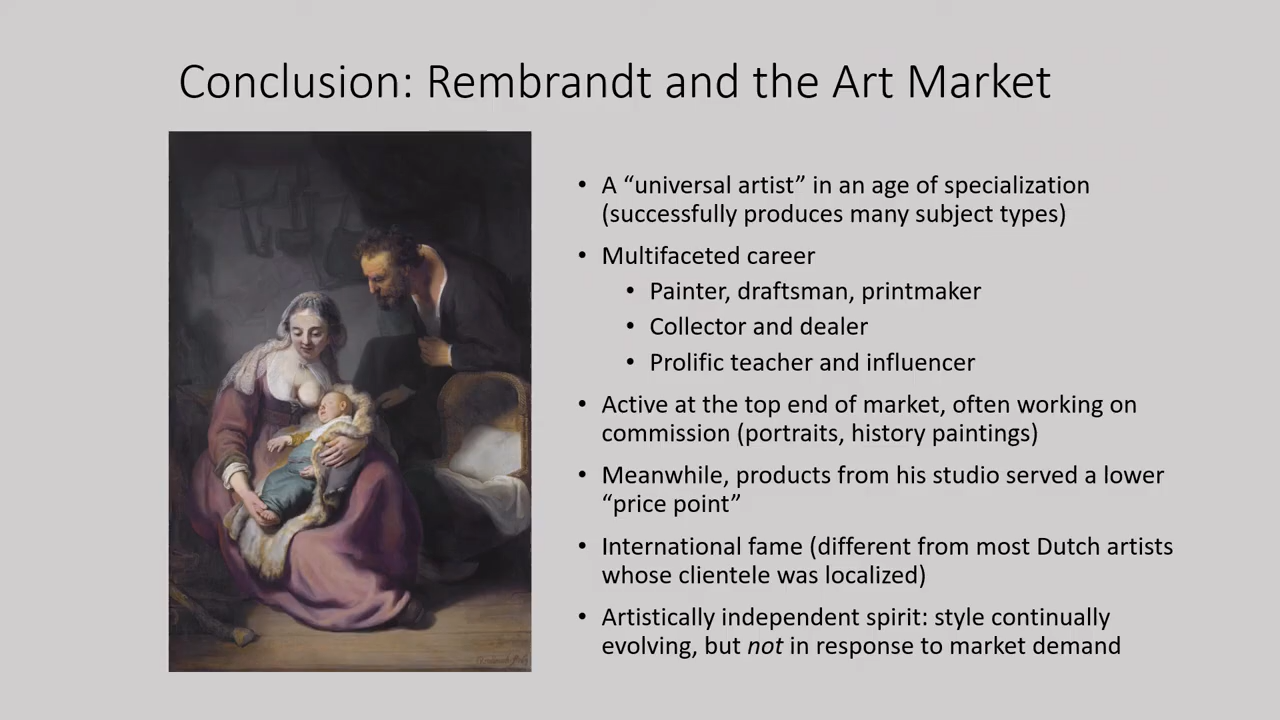 Conclusion: Rembrandt and the Art Market
• A “universal artist” in an age of specialization
(successfully produces many subject types)
• Multifaceted career
• Painter, draftsman, printmaker
• Collector and dealer
• Prolific teacher and influencer
• Active at the top end of market, often working on
commission (portraits, history paintings)
• Meanwhile, products from his studio served a lower
“price point”
• International fame (different from most Dutch artists
whose clientele was localized)
• Artistically independent spirit: style continually
evolving, but not in response to market demand